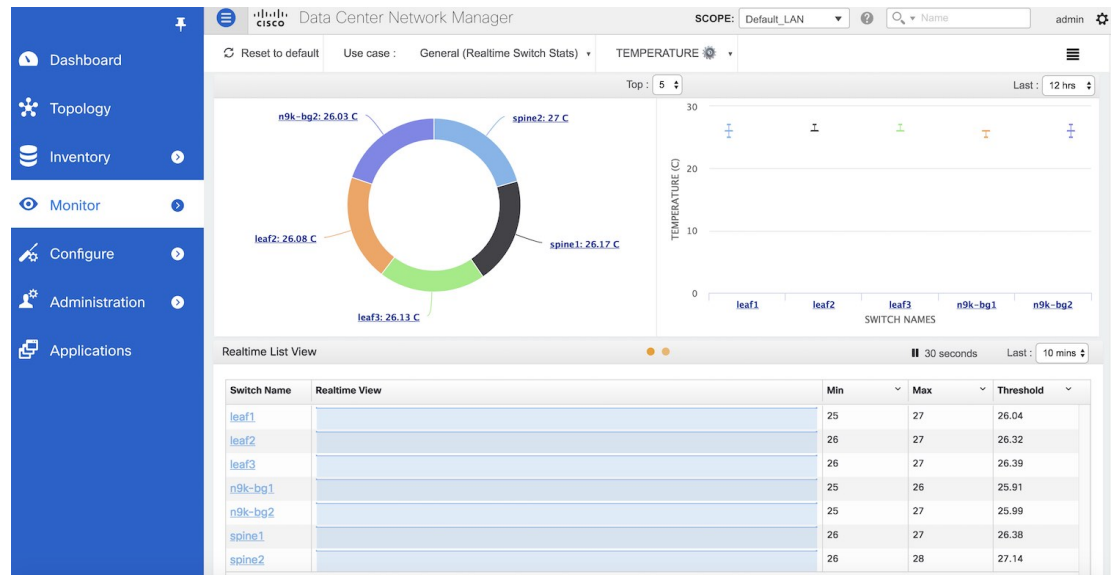 cisco Data Center Network Manager SCOPE: Default_LAN Name admin
Dashboard
Topology
Inventory
Monitor
Configure
Administration
Applications
Reset to default Use case : General (Realtime Switch Stats) TEMPERATURE
Top : 5 Last : 12 hrs
n9k-bg2: 26.03 C
spine2: 27 C
leaf2: 26.08 C
spine1: 26.17 C
leaf3: 26.13 C
TEMPERATURE (C)
30
20
10
0
leaf1 leaf2 leaf3 n9k-bg1 n9k-bg2
SWITCH NAMES
Realtime List View 30 seconds Last : 10 mins
Switch Name Realtime View Min Max Threshold
leaf1 25 27 26.04
leaf2 26 27 26.32
leaf3 26 27 26.39
n9k-bg1 25 26 25.91
n9k-bg2 25 27 25.99
spine1 26 27 26.38
spine2 26 28 27.14